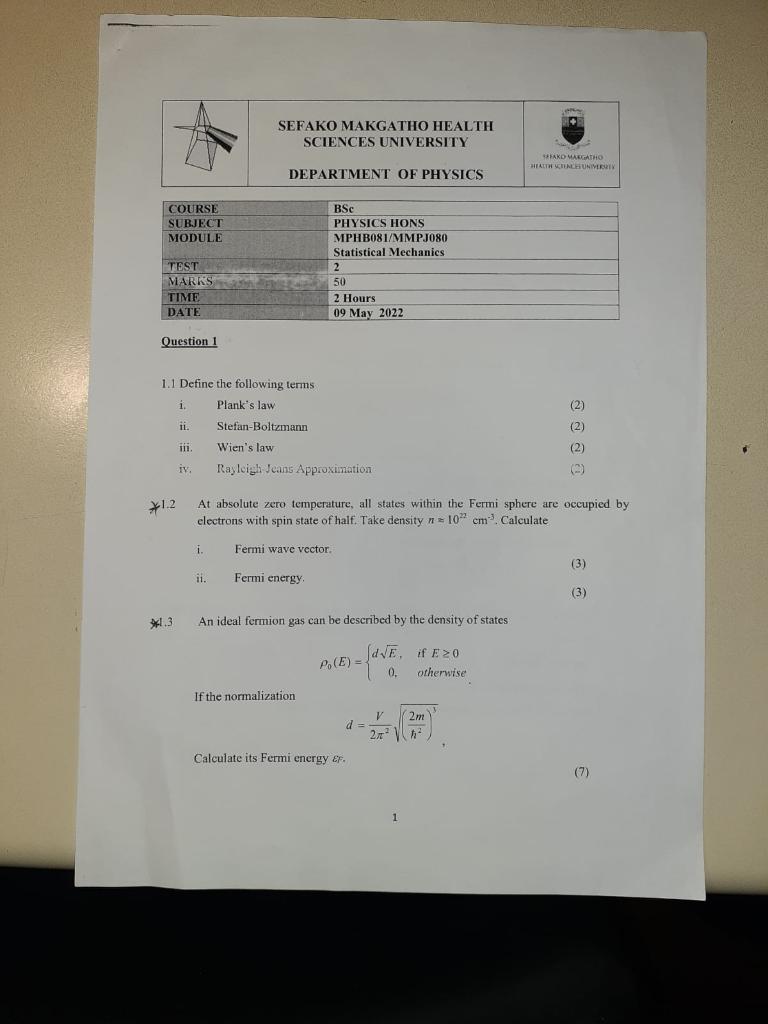 SEFAKO MAKGATHO HEALTH
SCIENCES UNIVERSITY
DEPARTMENT OF PHYSICS
SEFAKO MAKGATHO
HEALTH SCIENCES UNIVERSITY
COURSE BSc
SUBJECT PHYSICS HONS
MODULE MPHB081/MMPJ080
Statistical Mechanics
TEST 2
MARKS 50
TIME 2 Hours
DATE 09 May 2022
Question 1
1.1 Define the following terms
i. Plank's law (2)
ii. Stefan-Boltzmann (2)
iii. Wien's law (2)
iv. Rayleigh-Jeans Approximation (2)
1.2 At absolute zero temperature, all states within the Fermi sphere are occupied by
electrons with spin state of half. Take density n ≈ 10²² cm⁻³. Calculate
i. Fermi wave vector.
(3)
ii. Fermi energy.
(3)
1.3 An ideal fermion gas can be described by the density of states
ρ₀(E) = { d√E, if E ≥ 0
0, otherwise .
If the normalization
d = V/2π² √(2m/ħ²)³ ,
Calculate its Fermi energy εF.
(7)
1